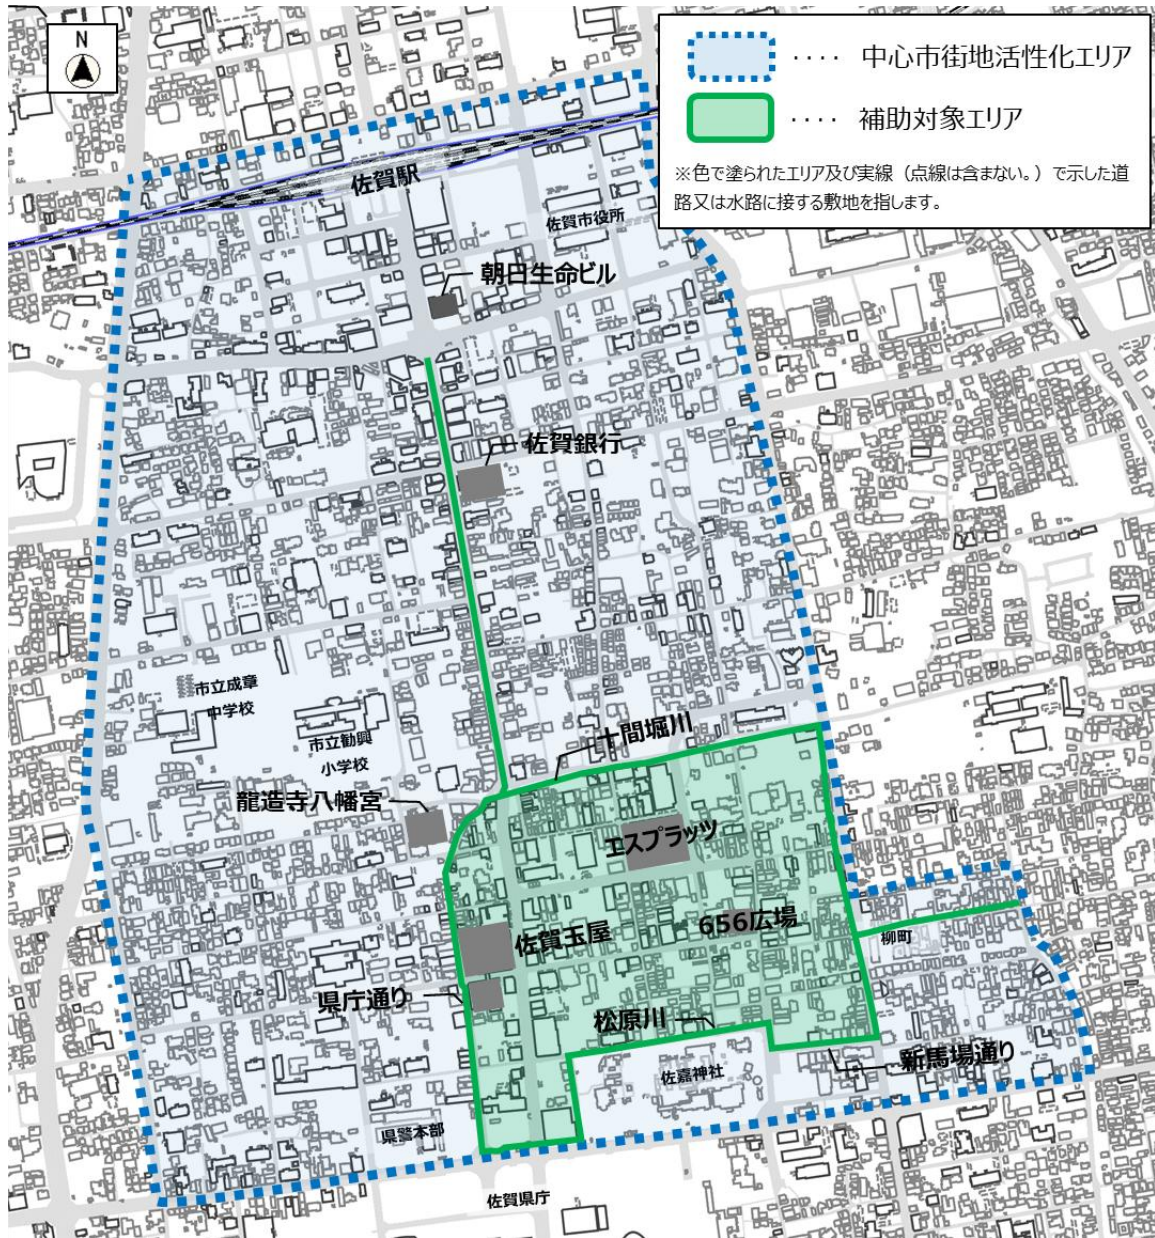 N
・・・・ 中心市街地活性化エリア
・・・・ 補助対象エリア
※色で塗られたエリア及び実線（点線は含まない。）で示した道
路又は水路に接する敷地を指します。
佐賀駅
佐賀市役所
朝日生命ビル
佐賀銀行
市立成章
中学校
市立勧興
小学校
十間堀川
龍造寺八幡宮
エスプラッツ
656広場
佐賀玉屋
柳町
県庁通り
松原川
新馬場通り
佐嘉神社
県警本部
佐賀県庁